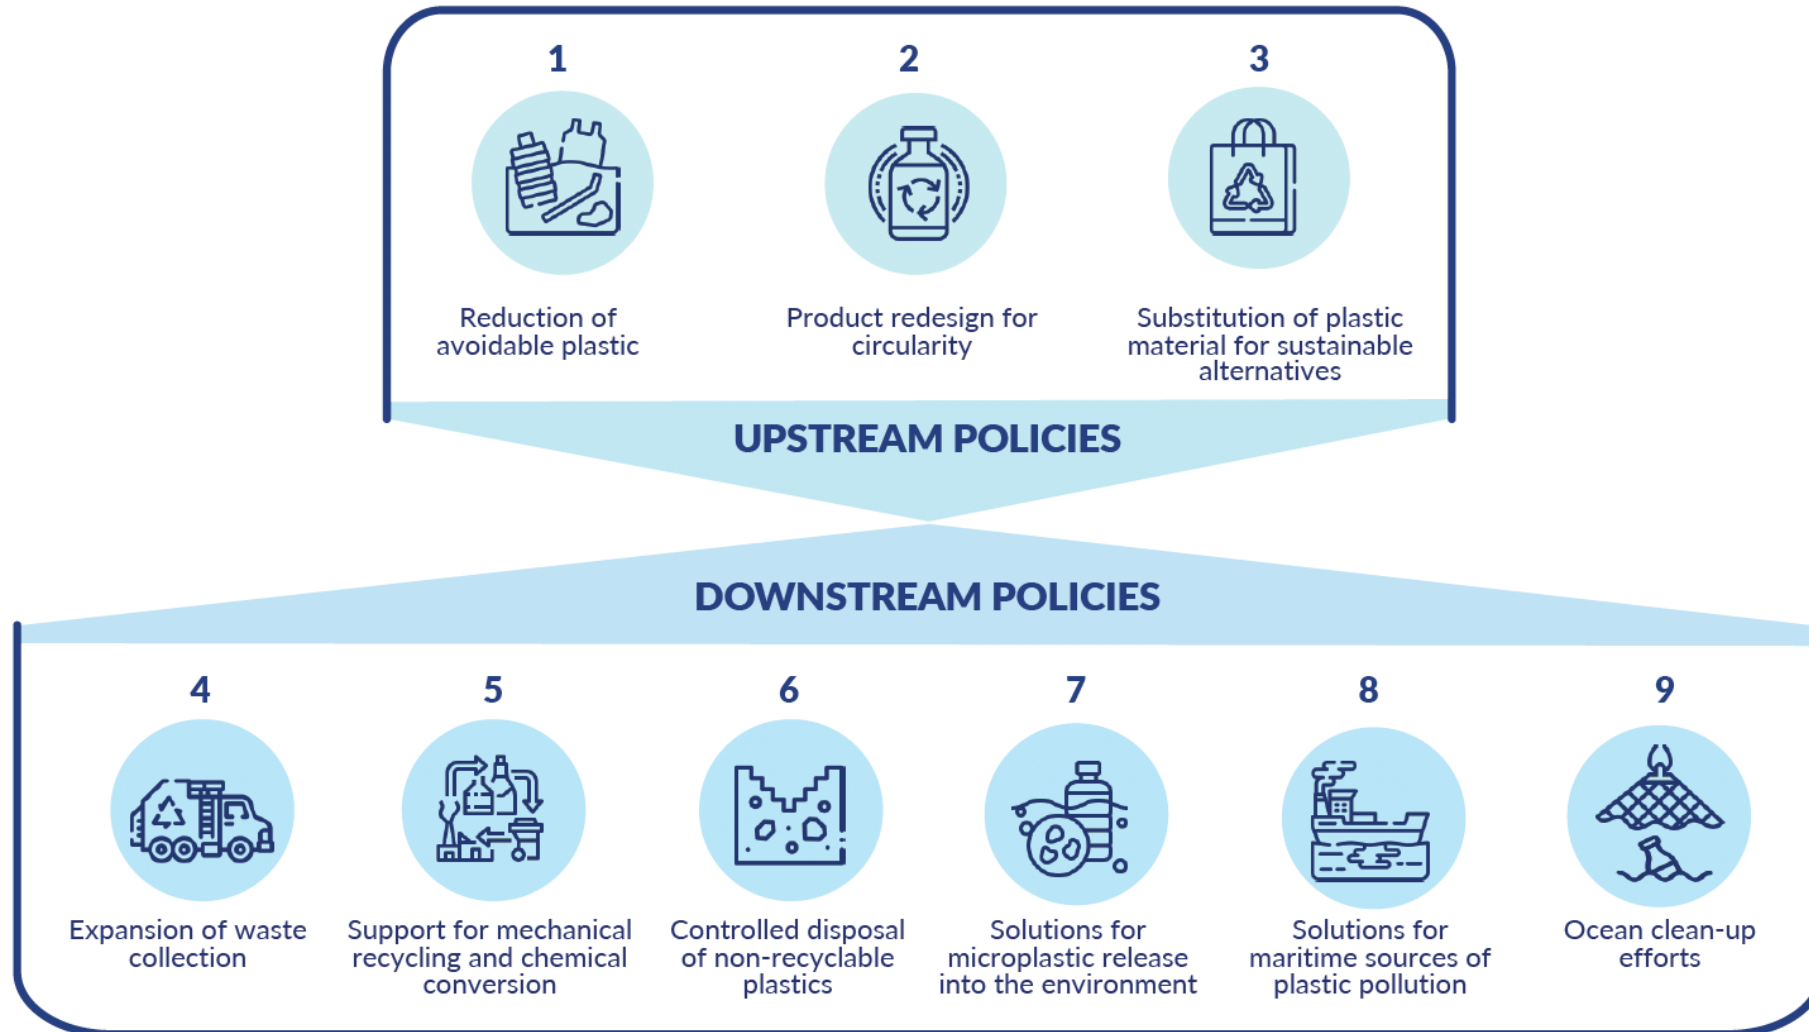 1
2
3
Reduction of
avoidable plastic
Product redesign for
circularity
Substitution of plastic
material for sustainable
alternatives
UPSTREAM POLICIES
DOWNSTREAM POLICIES
4
5
6
7
8
9
Expansion of waste
collection
Support for mechanical
recycling and chemical
conversion
Controlled disposal
of non-recyclable
plastics
Solutions for
microplastic release
into the environment
Solutions for
maritime sources of
plastic pollution
Ocean clean-up
efforts